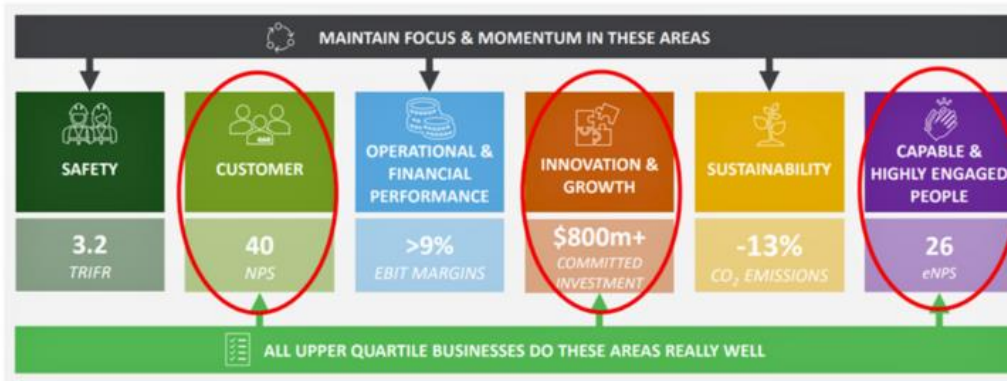 MAINTAIN FOCUS & MOMENTUM IN THESE AREAS
SAFETY
3.2
TRIFR
CUSTOMER
40
NPS
OPERATIONAL &
FINANCIAL
PERFORMANCE
>9%
EBIT MARGINS
INNOVATION &
GROWTH
$800m+
COMMITTED
INVESTMENT
SUSTAINABILITY
-13%
CO₂ EMISSIONS
CAPABLE &
HIGHLY ENGAGED
PEOPLE
26
eNPS
ALL UPPER QUARTILE BUSINESSES DO THESE AREAS REALLY WELL